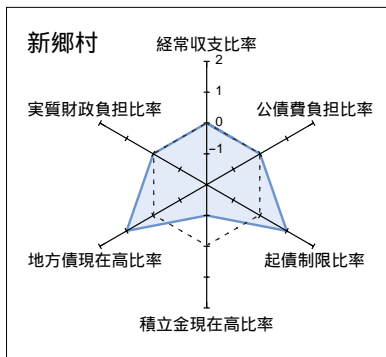 新郷村
経常収支比率
2
1
0
-1
公債費負担比率
実質財政負担比率
地方債現在高比率
起債制限比率
積立金現在高比率